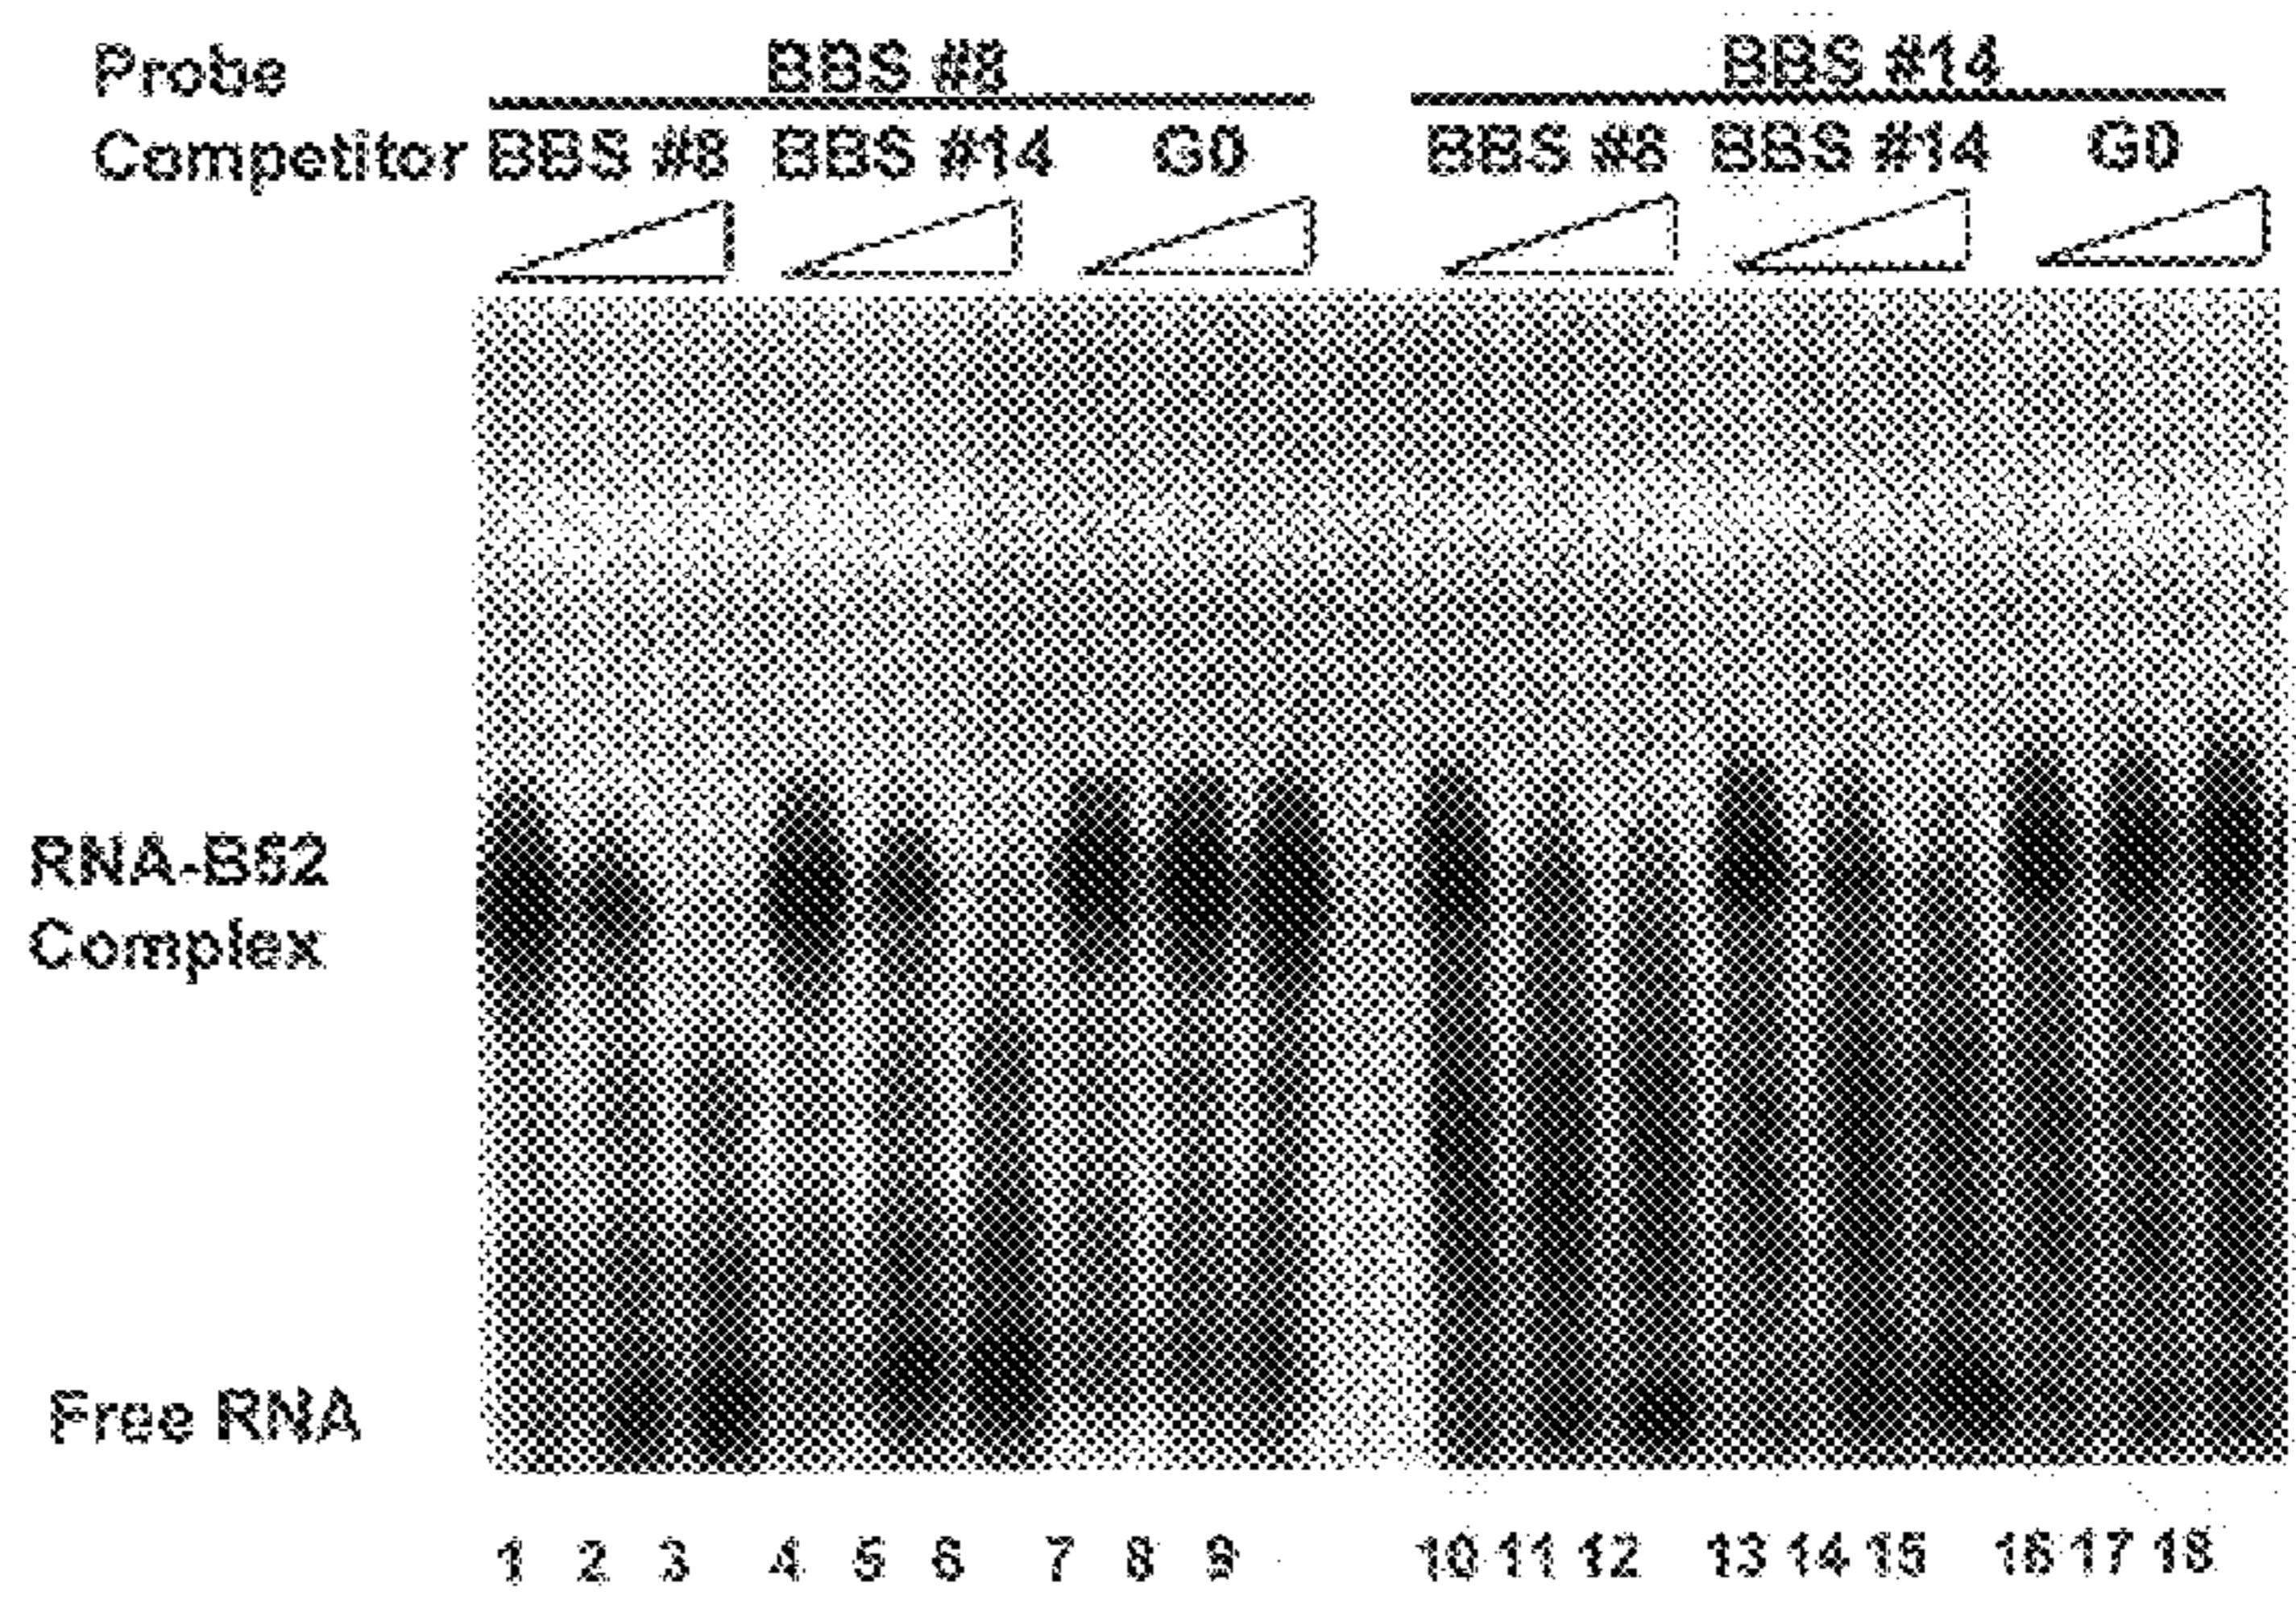 Probe BBS #8 BBS #14
Competitor BBS #8 BBS #14 G0 BBS #8 BBS #14 G0
RNA-B52
Complex
Free RNA
1 2 3 4 5 6 7 8 9 10 11 12 13 14 15 16 17 18